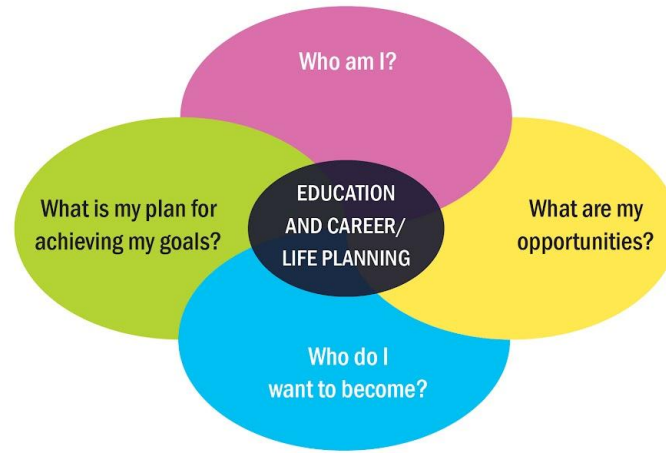 Who am I?
What is my plan for
achieving my goals?
EDUCATION
AND CAREER/
LIFE PLANNING
What are my
opportunities?
Who do I
want to become?